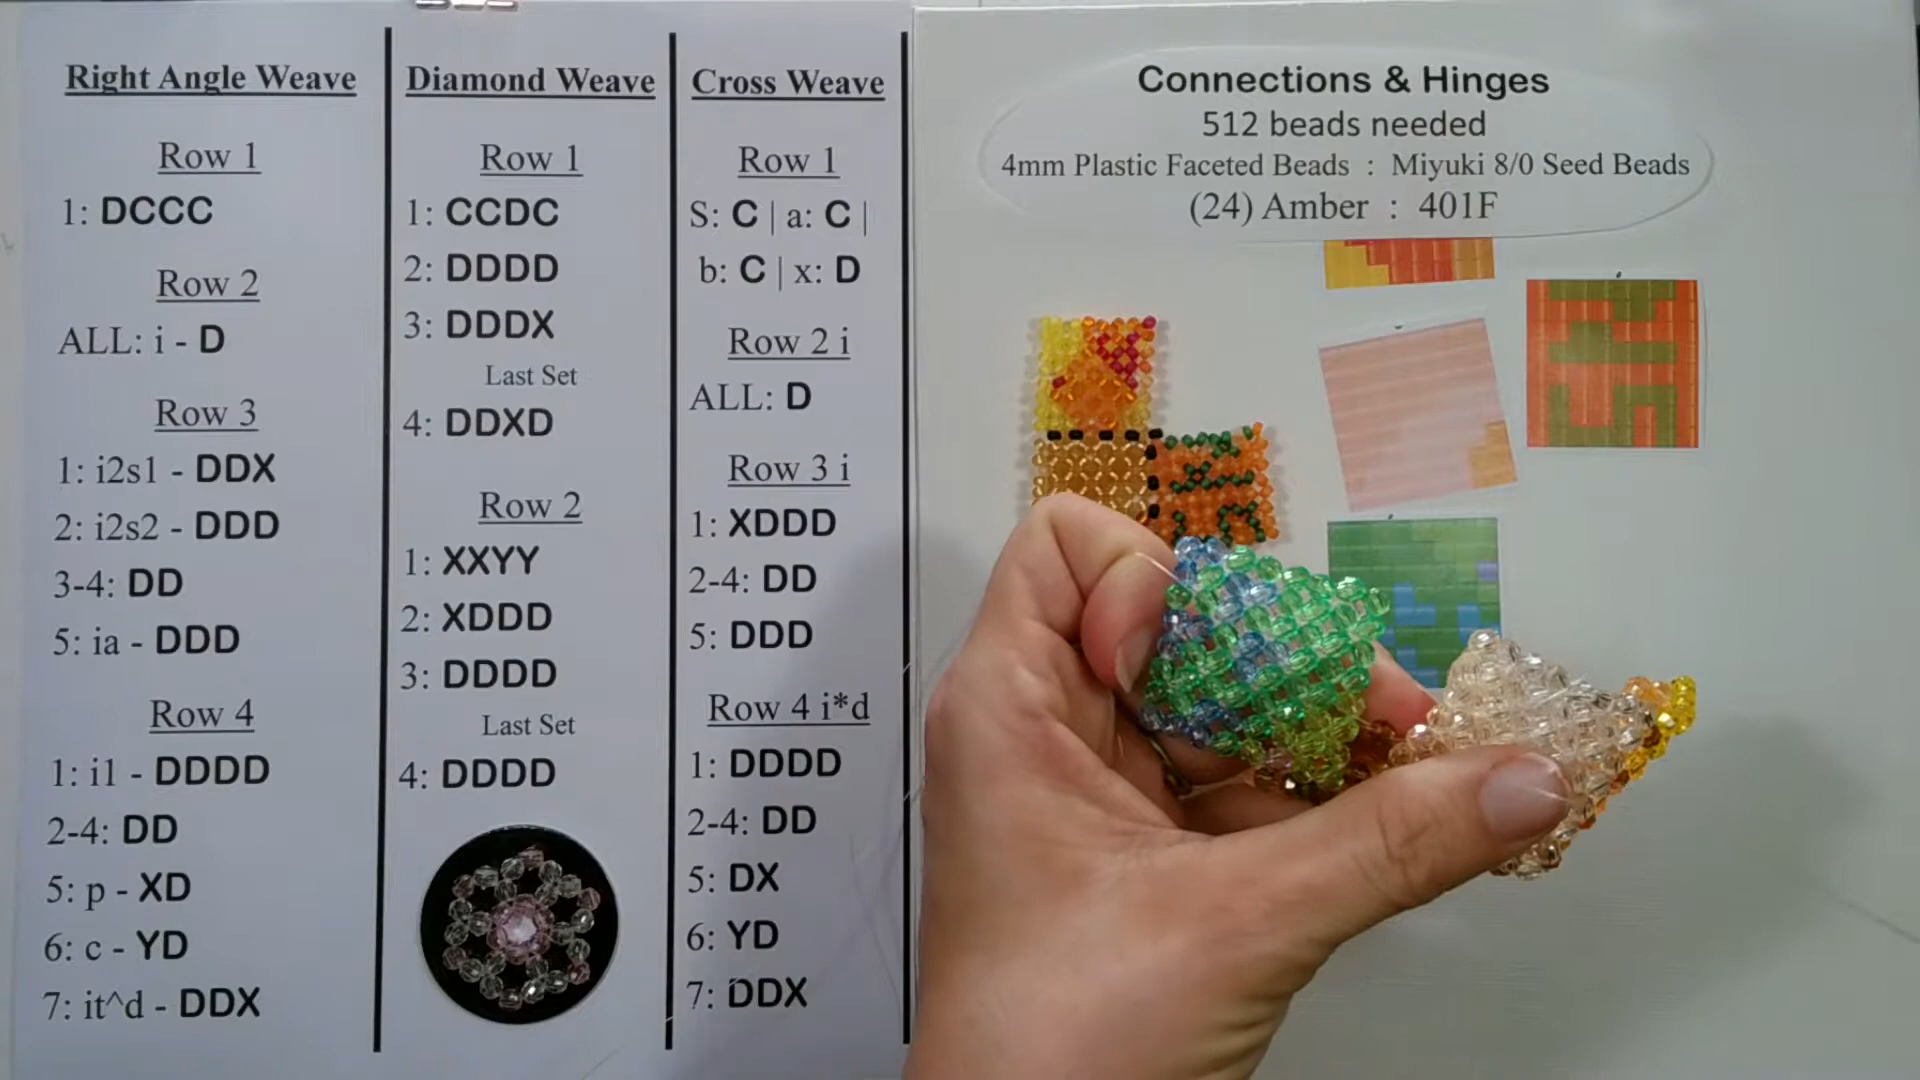 Right Angle Weave
Row 1
1: DCCC
Row 2
ALL: i - D
Row 3
1: i2s1 - DDX
2: i2s2 - DDD
3-4: DD
5: ia - DDD
Row 4
1: i1 - DDDD
2-4: DD
5: p - XD
6: c - YD
7: it^d - DDX
Diamond Weave
Row 1
1: CCDC
2: DDDD
3: DDDX
Last Set
4: DDXD
Row 2
1: XXYY
2: XDDD
3: DDDD
Last Set
4: DDDD
Cross Weave
Row 1
S: C | a: C |
b: C | x: D
Row 2 i
ALL: D
Row 3 i
1: XDDD
2-4: DD
5: DDD
Row 4 i*d
1: DDDD
2-4: DD
5: DX
6: YD
7: DDX
Connections & Hinges
512 beads needed
4mm Plastic Faceted Beads : Miyuki 8/0 Seed Beads
(24) Amber : 401F